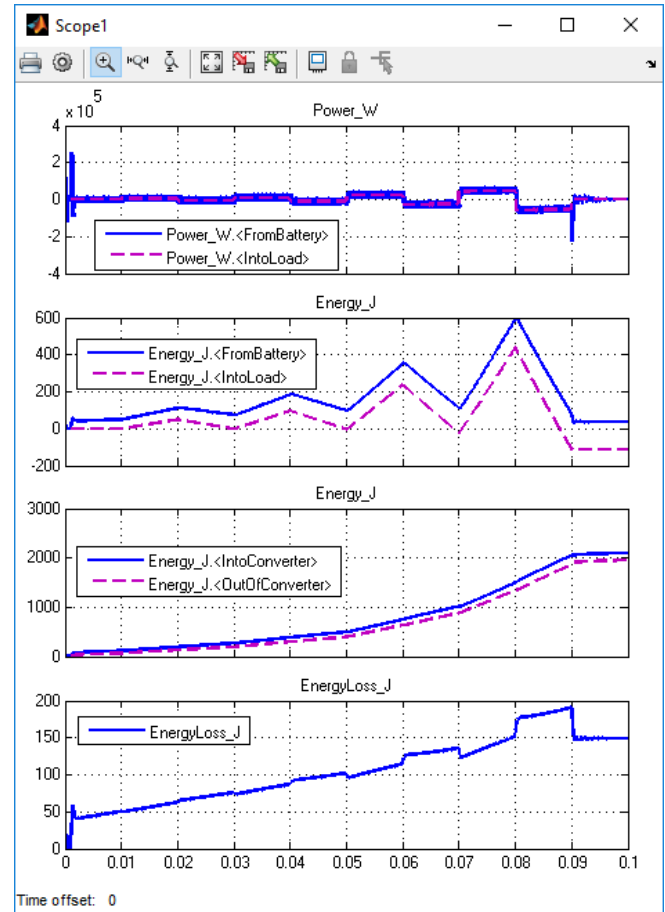 Scope1
x 10^5
Power_W
4
2
0
-2
-4
Power_W.<FromBattery>
Power_W.<IntoLoad>
Energy_J
600
400
200
0
-200
Energy_J.<FromBattery>
Energy_J.<IntoLoad>
Energy_J
3000
2000
1000
0
Energy_J.<IntoConverter>
Energy_J.<OutOfConverter>
EnergyLoss_J
200
150
100
50
0
EnergyLoss_J
0 0.01 0.02 0.03 0.04 0.05 0.06 0.07 0.08 0.09 0.1
Time offset: 0